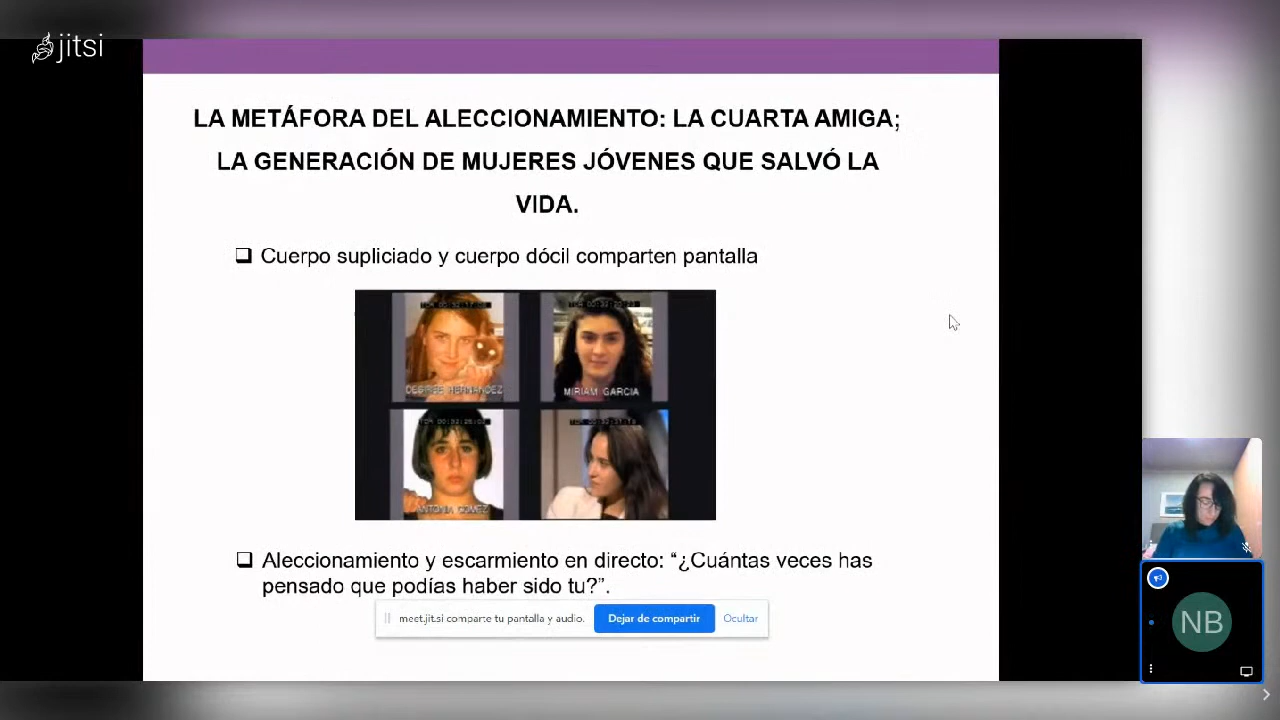 jitsi
LA METÁFORA DEL ALECCIONAMIENTO: LA CUARTA AMIGA;
LA GENERACIÓN DE MUJERES JÓVENES QUE SALVÓ LA
VIDA.
Cuerpo supliciado y cuerpo dócil comparten pantalla
DESIREE HERNANDEZ
MIRIAM GARCIA
ANTONIA GOMEZ
Aleccionamiento y escarmiento en directo: “¿Cuántas veces has
pensado que podías haber sido tu?”.
meet.jit.si comparte tu pantalla y audio.
Dejar de compartir
Ocultar
NB